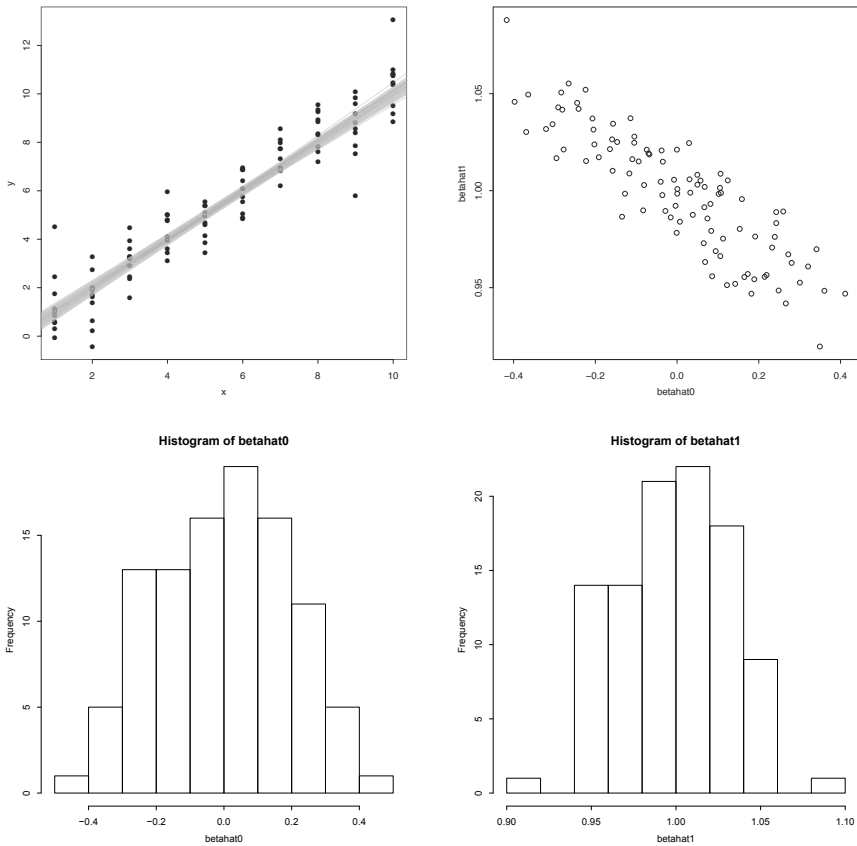 y
0 2 4 6 8 10 12
2 4 6 8 10
x
betahat1
0.95 1.00 1.05
−0.4 −0.2 0.0 0.2 0.4
betahat0
Histogram of betahat0
Frequency
0 5 10 15
−0.4 −0.2 0.0 0.2 0.4
betahat0
Histogram of betahat1
Frequency
0 5 10 15 20
0.90 0.95 1.00 1.05 1.10
betahat1